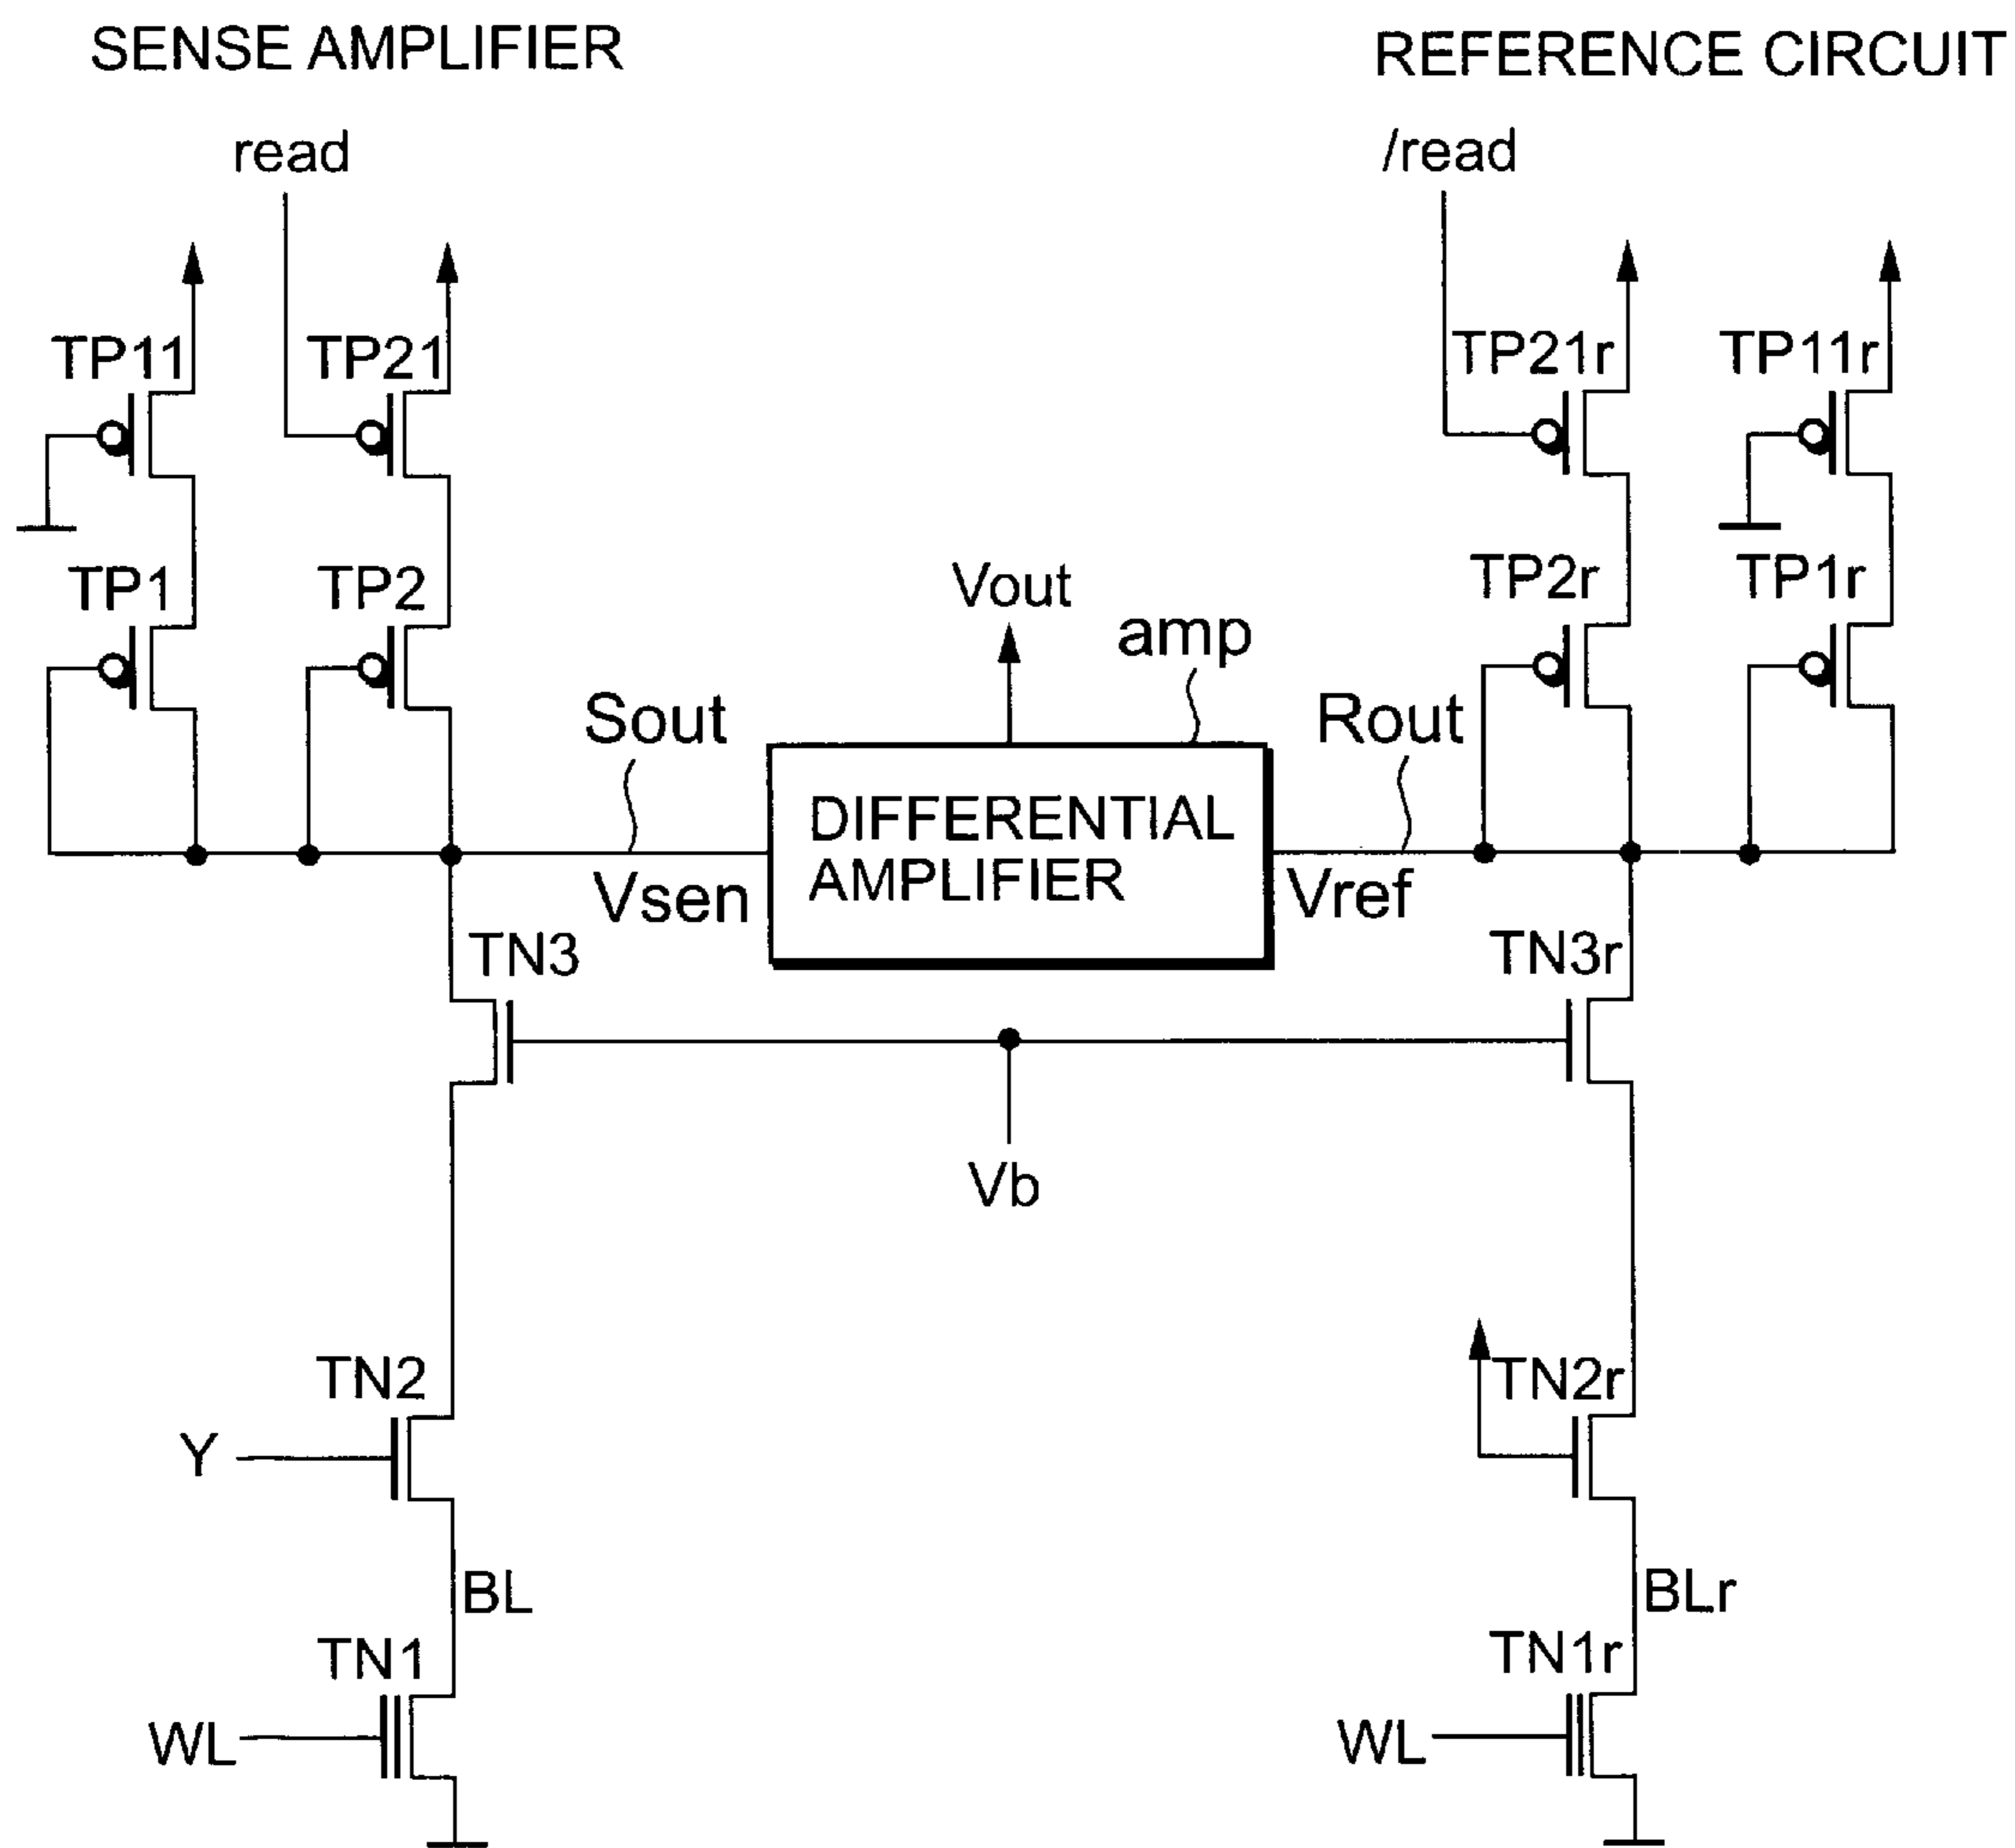 SENSE AMPLIFIER
REFERENCE CIRCUIT
read
/read
TP11
TP21
TP21r
TP11r
TP1
TP2
Vout
amp
TP2r
TP1r
Sout
Rout
DIFFERENTIAL
AMPLIFIER
Vsen
Vref
TN3
TN3r
Vb
TN2
TN2r
Y
BL
BLr
TN1
TN1r
WL
WL